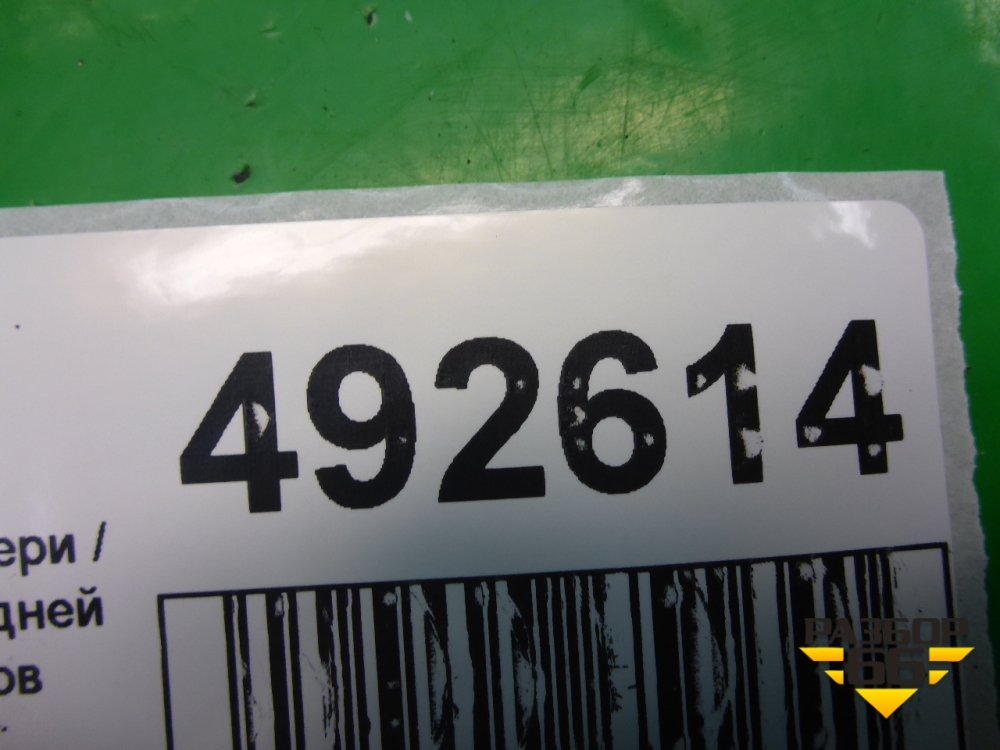 492614
ери /
дней
ов
РАЗБОР
66